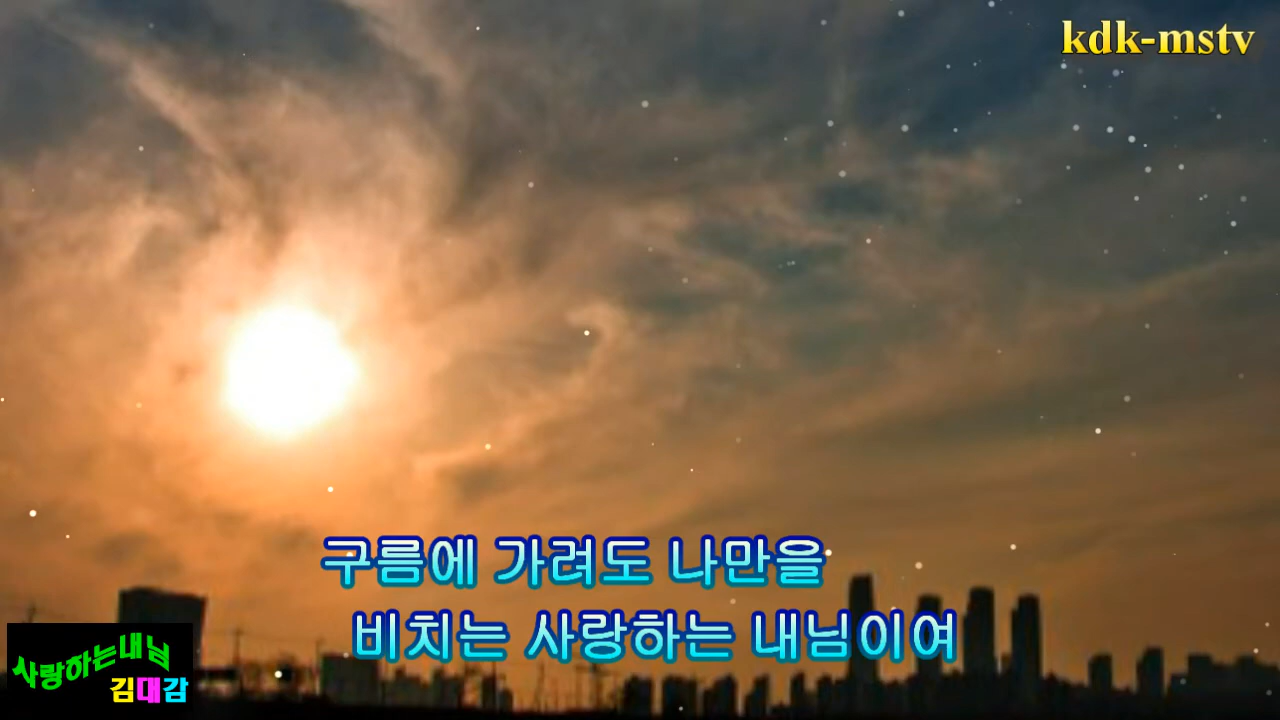 kdk-mstv
구름에 가려도 나만을
비치는 사랑하는 내님이여
사랑하는내님
김대감